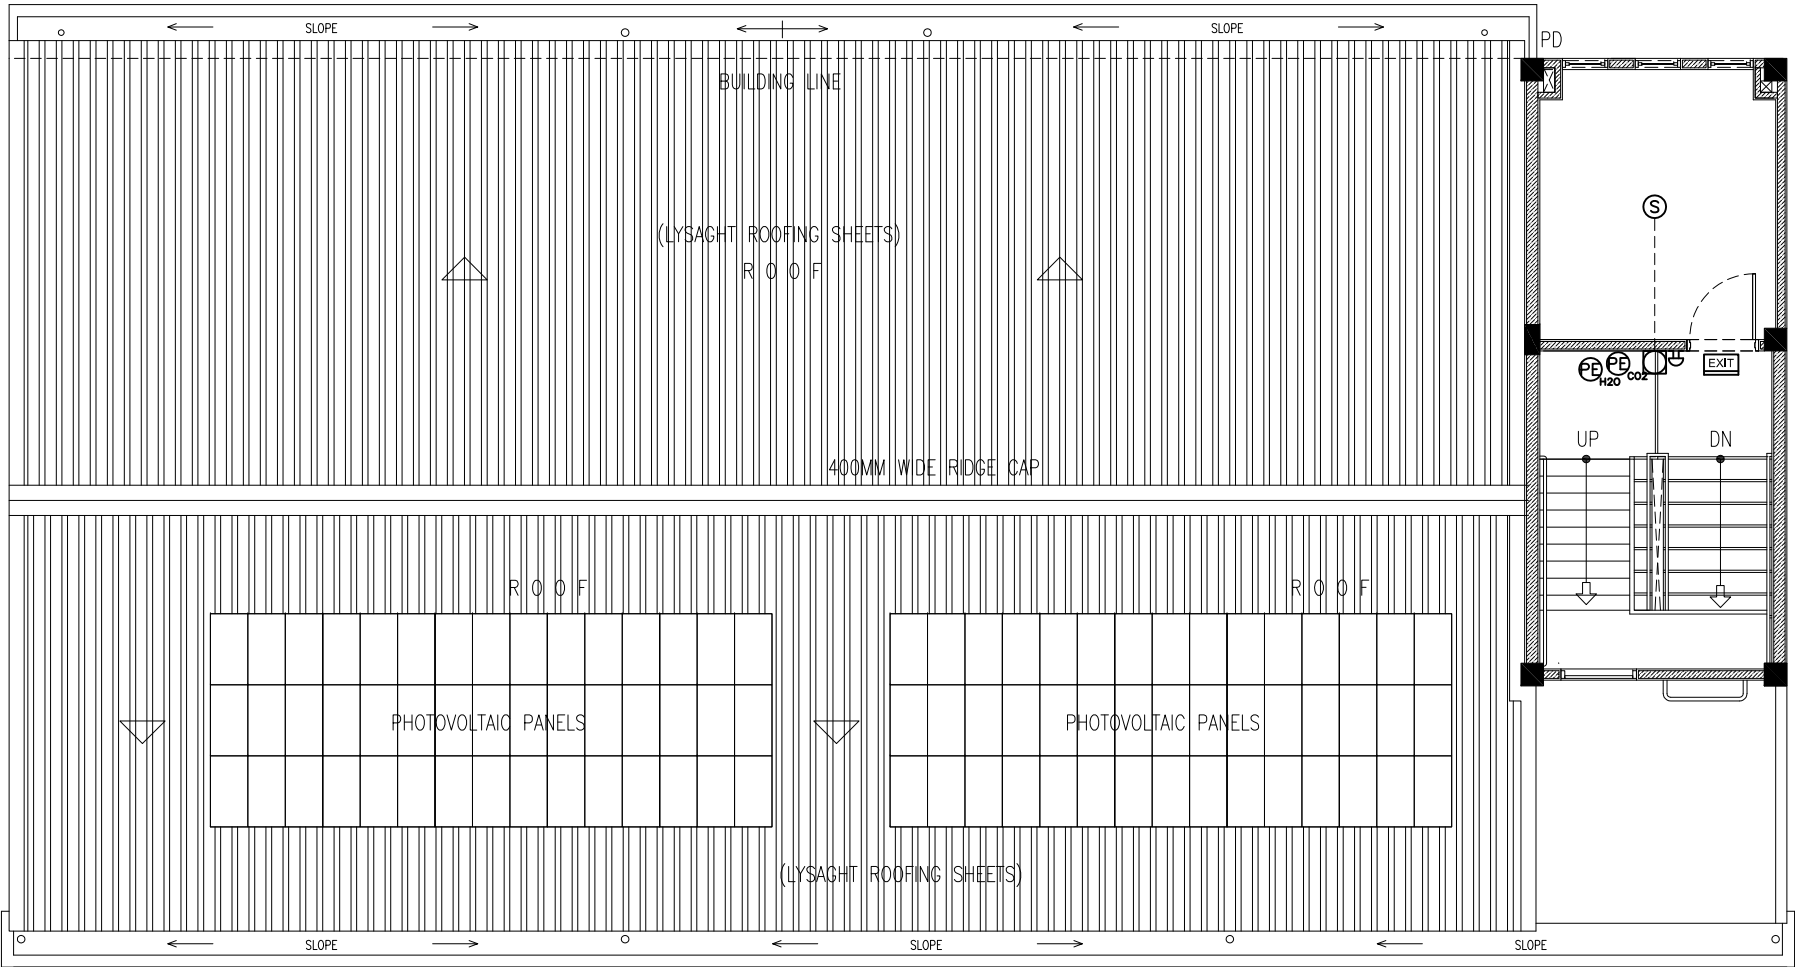 SLOPE
SLOPE
PD
BUILDING LINE
(LYSAGHT ROOFING SHEETS)
R O O F
S
PE
H2O
PE
CO2
EXIT
UP
DN
400MM WIDE RIDGE CAP
R O O F
R O O F
PHOTOVOLTAIC PANELS
PHOTOVOLTAIC PANELS
(LYSAGHT ROOFING SHEETS)
SLOPE
SLOPE
SLOPE